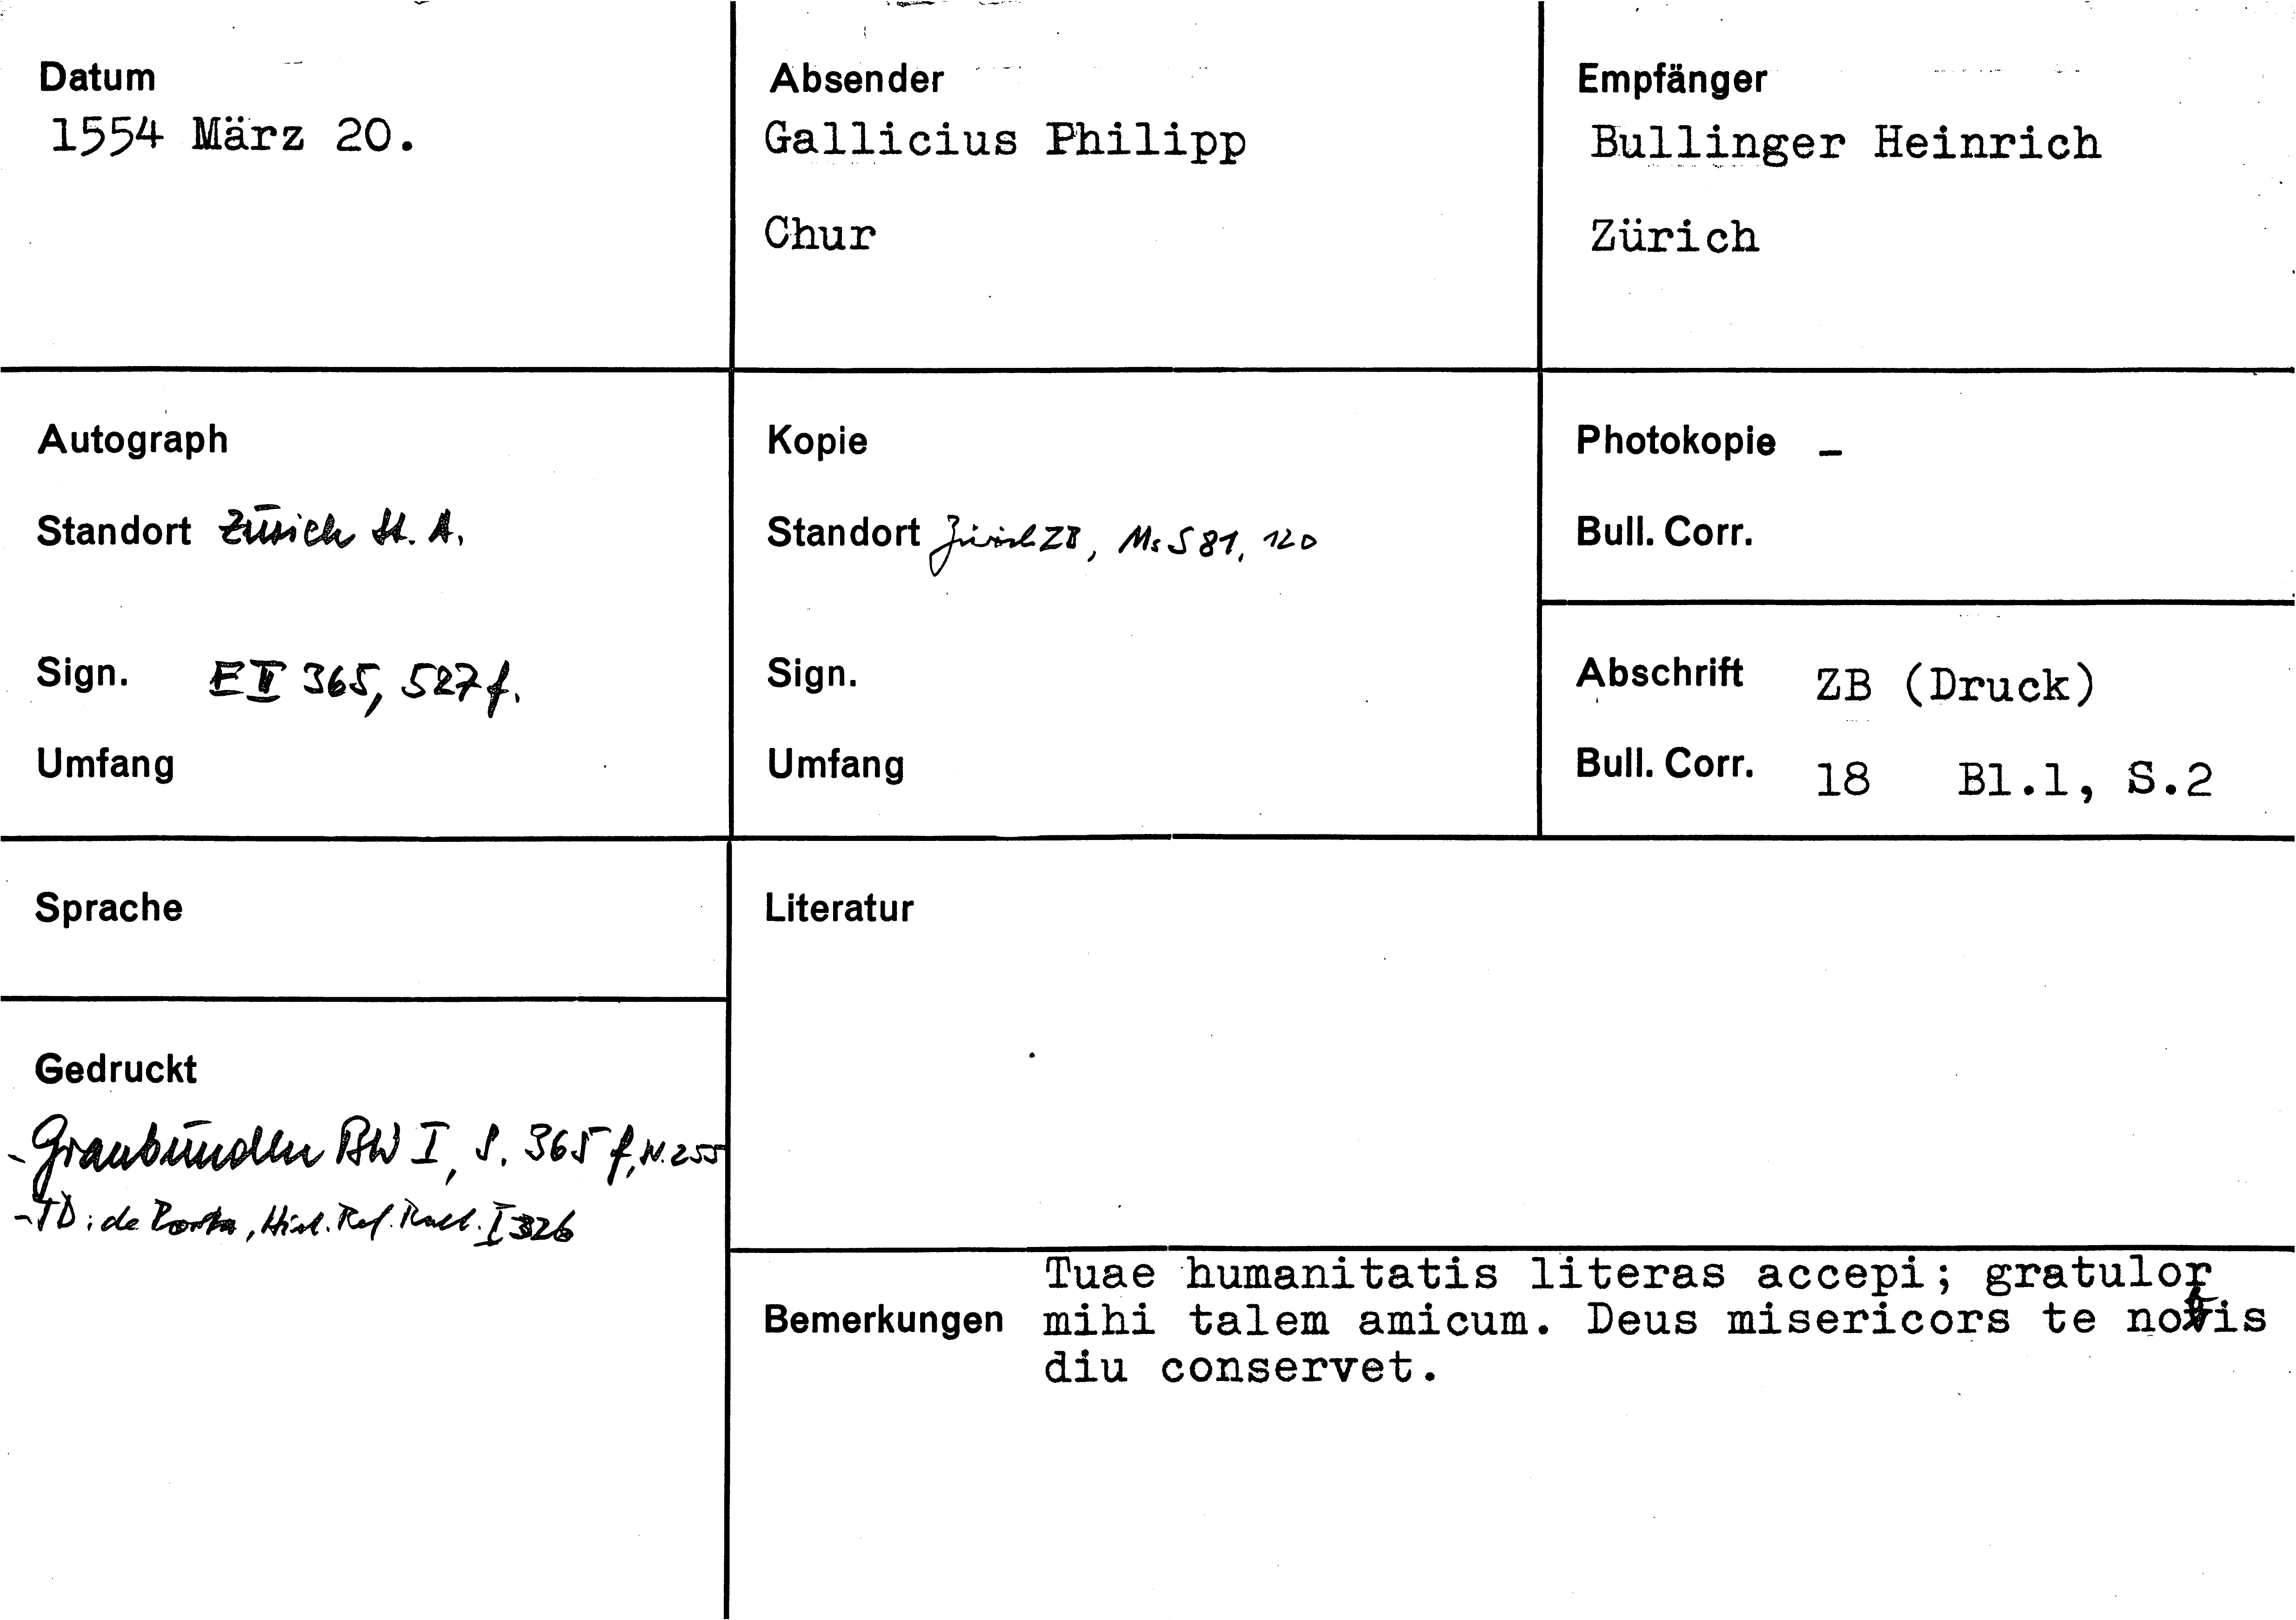 Datum
1554 März 20.
Absender
Gallicius Philipp
Chur
Empfänger
Bullinger Heinrich
Zürich
Autograph
Standort Zürich St. A.
Sign. E II 365, 527 f.
Umfang
Kopie
Standort Zürich ZB, Ms S 81, 120
Sign.
Umfang
Photokopie –
Bull. Corr.
Abschrift ZB (Druck)
Bull. Corr. 18 Bl.1, S.2
Sprache
Gedruckt
- Graubünden BW I, S. 365 f, N. 255
- TD: de Porta, Hist. Ref. Raet. I 326
Literatur
Bemerkungen
Tuae humanitatis literas accepi; gratulor
mihi talem amicum. Deus misericors te nobis
diu conservet.